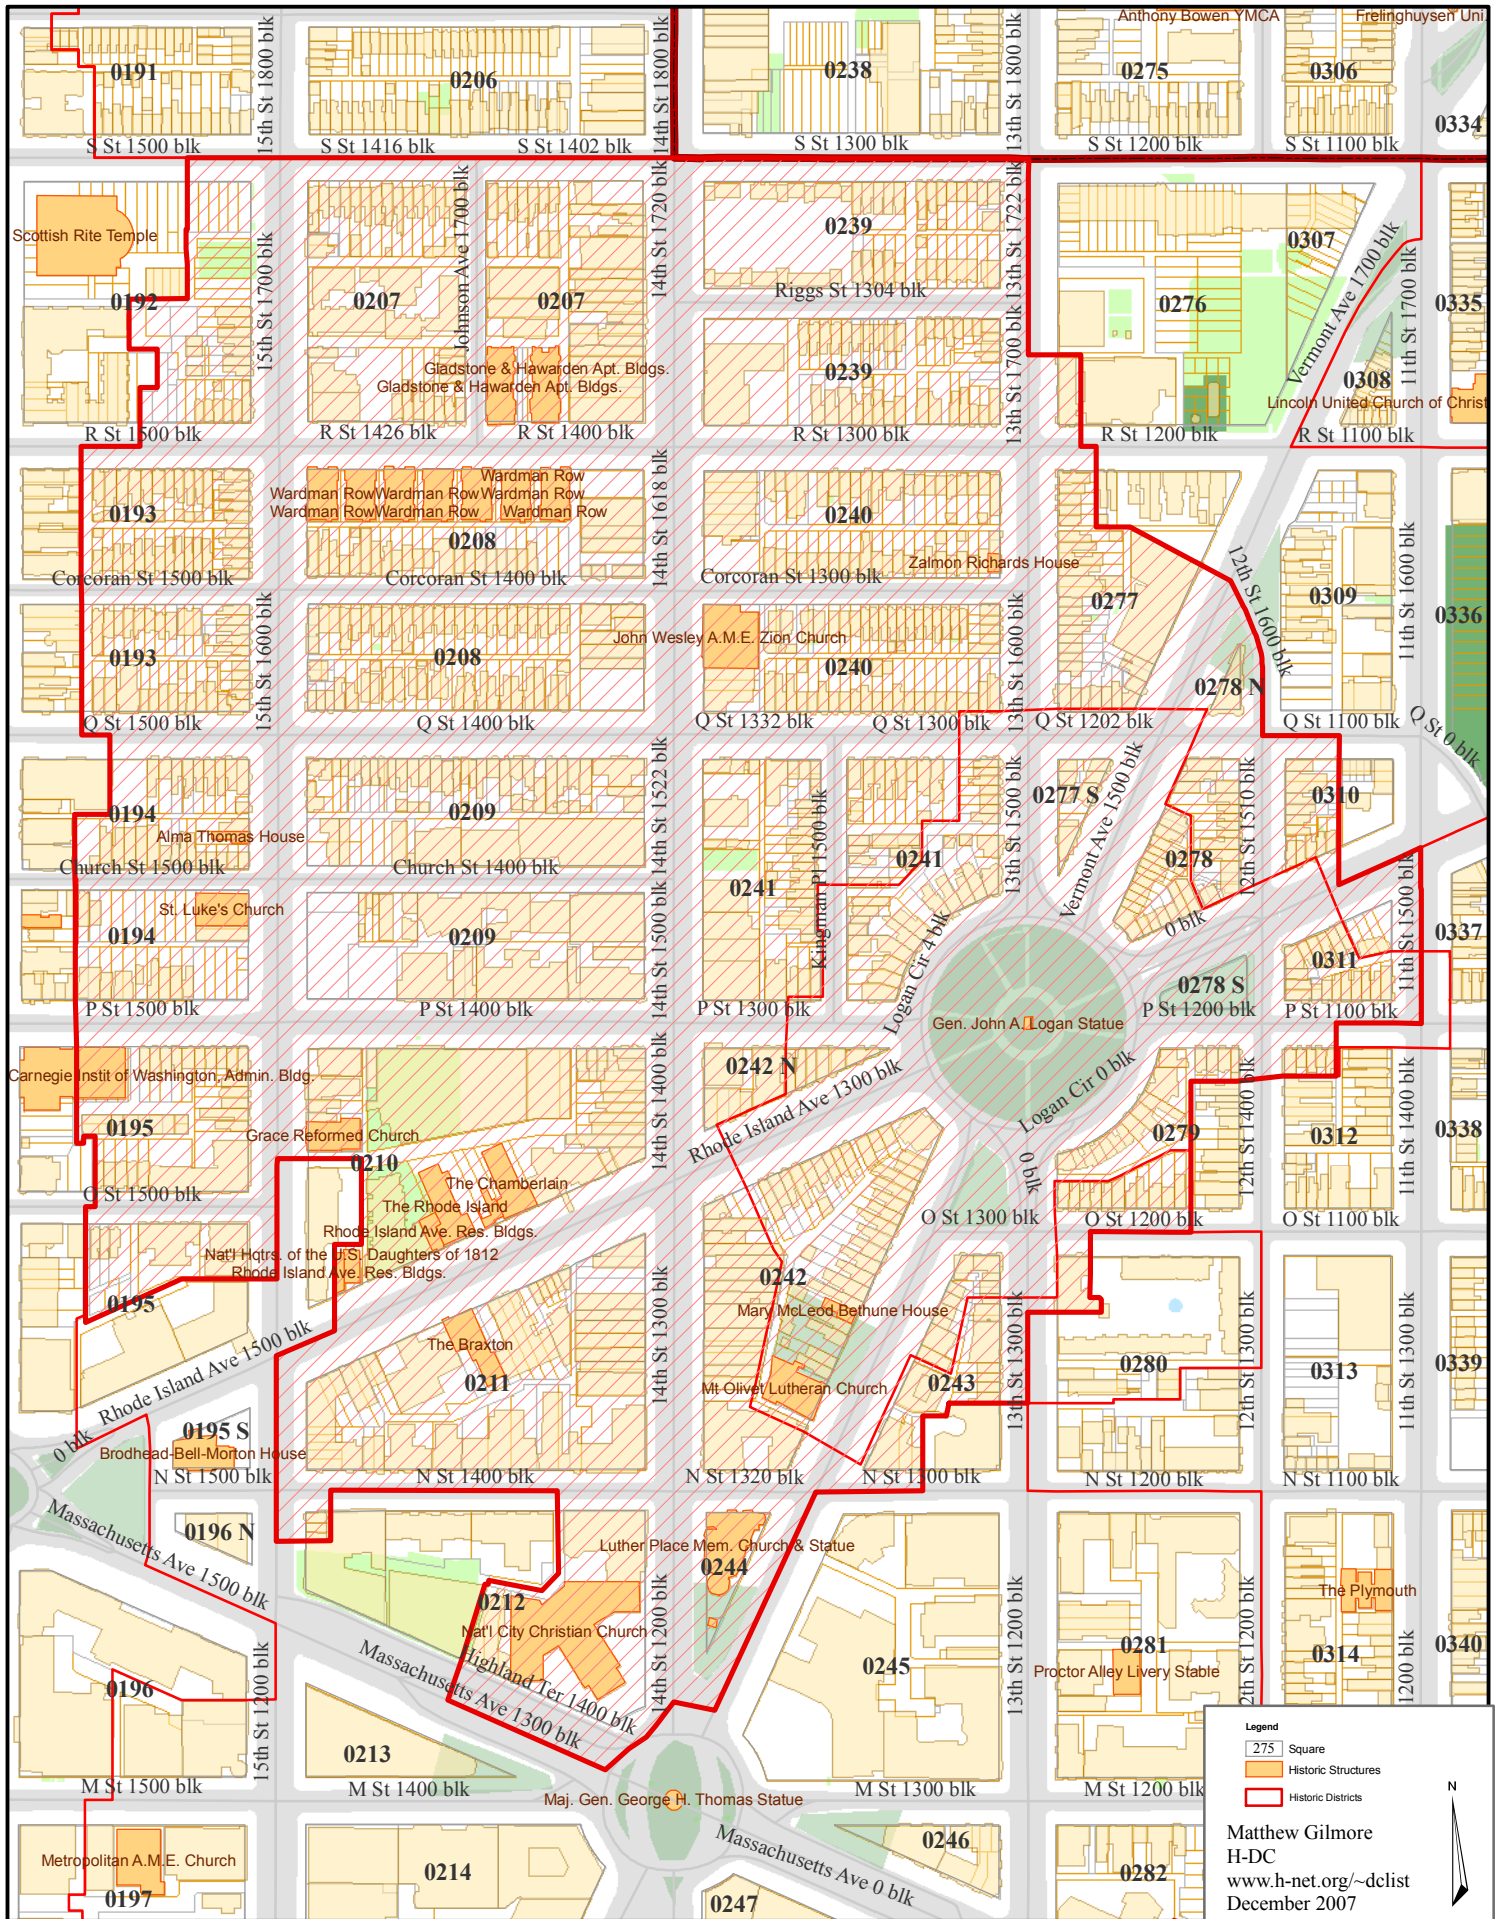 Anthony Bowen YMCA
Frelinghuysen Uni.
0191
0206
0238
0275
0306
0334
15th St 1800 blk
14th St 1800 blk
13th St 1800 blk
S St 1500 blk
S St 1416 blk
S St 1402 blk
S St 1300 blk
S St 1200 blk
S St 1100 blk
Scottish Rite Temple
0192
15th St 1700 blk
0207
0207
Johnson Ave 1700 blk
14th St 1720 blk
0239
Riggs St 1304 blk
13th St 1722 blk
0307
0276
Vermont Ave 1700 blk
11th St 1700 blk
0335
0239
13th St 1700 blk
0308
Gladstone & Hawarden Apt. Bldgs.
Gladstone & Hawarden Apt. Bldgs.
Lincoln United Church of Christ
R St 1500 blk
R St 1426 blk
R St 1400 blk
R St 1300 blk
R St 1200 blk
R St 1100 blk
Wardman Row
Wardman Row
Wardman Row
Wardman Row
Wardman Row
Wardman Row
Wardman Row
0193
0208
14th St 1618 blk
0240
Zalmon Richards House
Corcoran St 1500 blk
Corcoran St 1400 blk
Corcoran St 1300 blk
0277
12th St 1600 blk
0309
11th St 1600 blk
0336
0193
15th St 1600 blk
0208
John Wesley A.M.E. Zion Church
0240
13th St 1600 blk
0278 N
Q St 1500 blk
Q St 1400 blk
Q St 1332 blk
Q St 1300 blk
Q St 1202 blk
Q St 1100 blk
Q St 0 blk
0194
Alma Thomas House
0209
14th St 1522 blk
Kingman Pl 1500 blk
0241
0241
13th St 1500 blk
0277 S
Vermont Ave 1500 blk
0278
12th St 1510 blk
0310
Church St 1500 blk
Church St 1400 blk
St. Luke's Church
0194
0209
14th St 1500 blk
Logan Cir 4 blk
0 blk
0278 S
0311
11th St 1500 blk
0337
P St 1500 blk
P St 1400 blk
P St 1300 blk
P St 1200 blk
P St 1100 blk
Gen. John A. Logan Statue
Carnegie Instit of Washington, Admin. Bldg.
0195
Grace Reformed Church
0210
14th St 1400 blk
0242 N
Rhode Island Ave 1300 blk
Logan Cir 0 blk
0279
12th St 1400 blk
0312
11th St 1400 blk
0338
O St 1500 blk
The Chamberlain
The Rhode Island
Rhode Island Ave. Res. Bldgs.
Nat'l Hqtrs. of the U.S. Daughters of 1812
Rhode Island Ave. Res. Bldgs.
0 blk
O St 1300 blk
O St 1200 blk
O St 1100 blk
0195
Rhode Island Ave 1500 blk
The Braxton
0211
14th St 1300 blk
0242
Mary McLeod Bethune House
Mt Olivet Lutheran Church
0243
13th St 1300 blk
0280
12th St 1300 blk
0313
11th St 1300 blk
0339
0 blk
0195 S
Brodhead-Bell-Morton House
N St 1500 blk
N St 1400 blk
N St 1320 blk
N St 1300 blk
N St 1200 blk
N St 1100 blk
Massachusetts Ave 1500 blk
0196 N
Luther Place Mem. Church & Statue
0244
0212
Nat'l City Christian Church
Highland Ter 1400 blk
Massachusetts Ave 1300 blk
14th St 1200 blk
0245
13th St 1200 blk
0281
Proctor Alley Livery Stable
12th St 1200 blk
The Plymouth
0314
1200 blk
0340
0196
15th St 1200 blk
0213
M St 1500 blk
M St 1400 blk
M St 1300 blk
M St 1200 blk
Maj. Gen. George H. Thomas Statue
Massachusetts Ave 0 blk
Metropolitan A.M.E. Church
0197
0214
0247
0246
0282
Legend
275 Square
Historic Structures
Historic Districts
N
Matthew Gilmore
H-DC
www.h-net.org/~dclist
December 2007